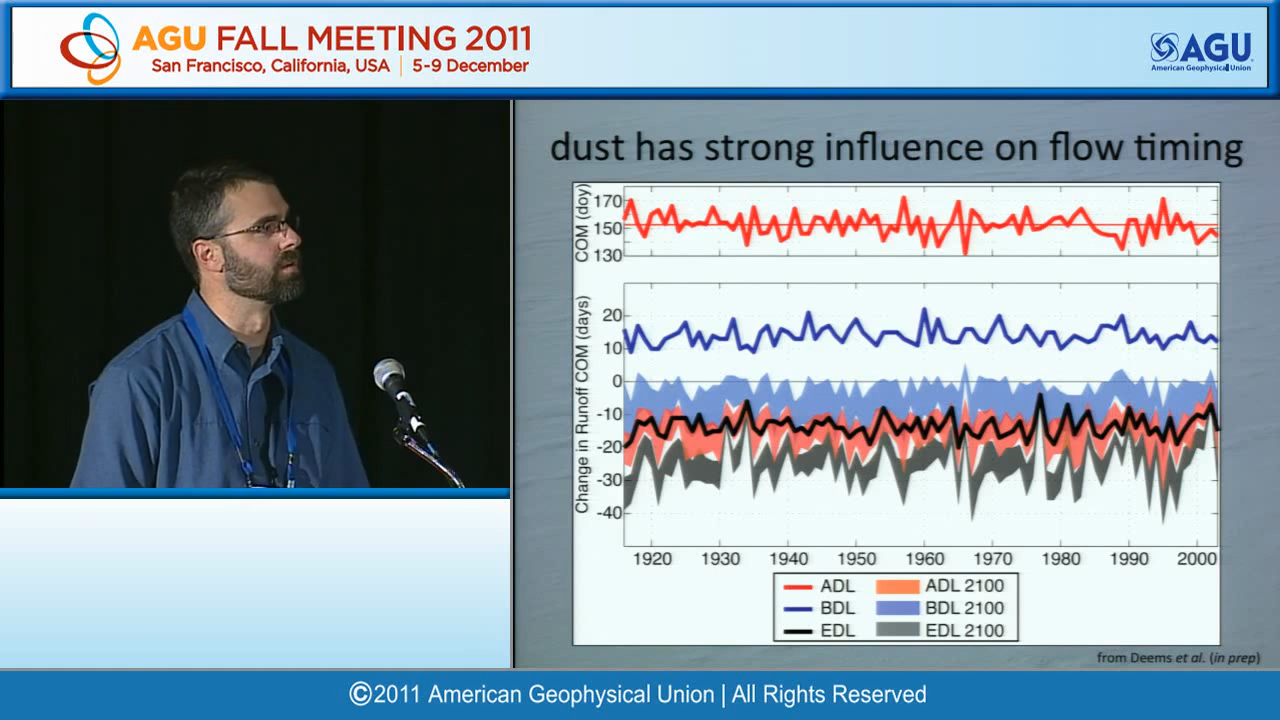 AGU FALL MEETING 2011
San Francisco, California, USA | 5-9 December
AGU
American Geophysical Union
dust has strong influence on flow timing
COM (doy)
170
150
130
Change in Runoff COM (days)
20
10
0
-10
-20
-30
-40
1920 1930 1940 1950 1960 1970 1980 1990 2000
ADL ADL 2100
BDL BDL 2100
EDL EDL 2100
from Deems et al. (in prep)
©2011 American Geophysical Union | All Rights Reserved